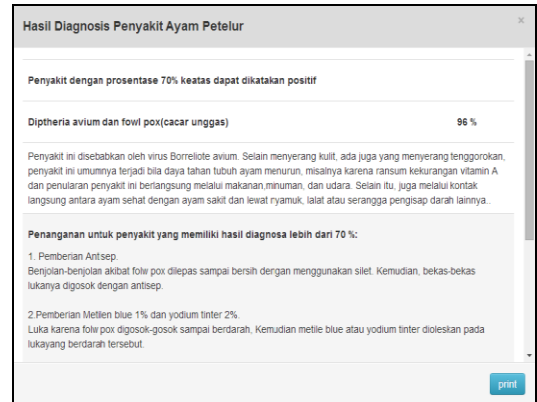 Hasil Diagnosis Penyakit Ayam Petelur
×
Penyakit dengan prosentase 70% keatas dapat dikatakan positif
Diptheria avium dan fowl pox(cacar unggas) 96 %
Penyakit ini disebabkan oleh virus Borreliote avium. Selain menyerang kulit, ada juga yang menyerang tenggorokan,
penyakit ini umumnya terjadi bila daya tahan tubuh ayam menurun, misalnya karena ransum kekurangan vitamin A
dan penularan penyakit ini berlangsung melalui makanan,minuman, dan udara. Selain itu, juga melalui kontak
langsung antara ayam sehat dengan ayam sakit dan lewat nyamuk, lalat atau serangga pengisap darah lainnya..
Penanganan untuk penyakit yang memiliki hasil diagnosa lebih dari 70 %:
1. Pemberian Antsep.
Benjolan-benjolan akibat folw pox dilepas sampai bersih dengan menggunakan silet. Kemudian, bekas-bekas
lukanya digosok dengan antisep.
2.Pemberian Metilen blue 1% dan yodium tinter 2%.
Luka karena folw pox digosok-gosok sampai berdarah, Kemudian metile blue atau yodium tinter dioleskan pada
lukayang berdarah tersebut.
print